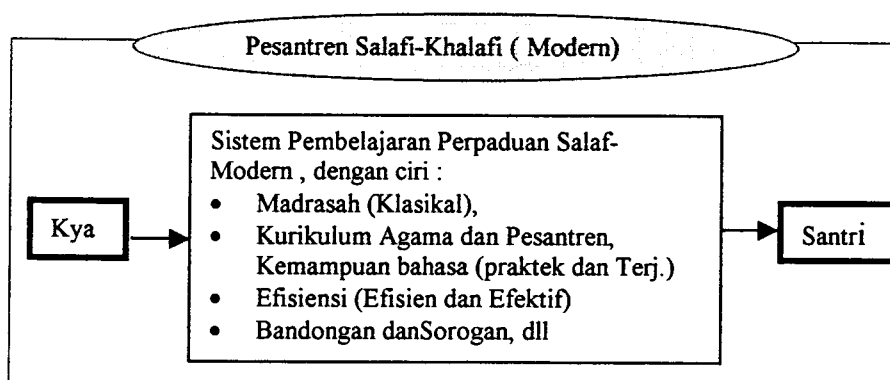 Pesantren Salafi-Khalafi ( Modern)
Sistem Pembelajaran Perpaduan Salaf-
Modern , dengan ciri :
• Madrasah (Klasikal),
• Kurikulum Agama dan Pesantren,
Kemampuan bahasa (praktek dan Terj.)
• Efisiensi (Efisien dan Efektif)
• Bandongan danSorogan, dll
Kya
Santri